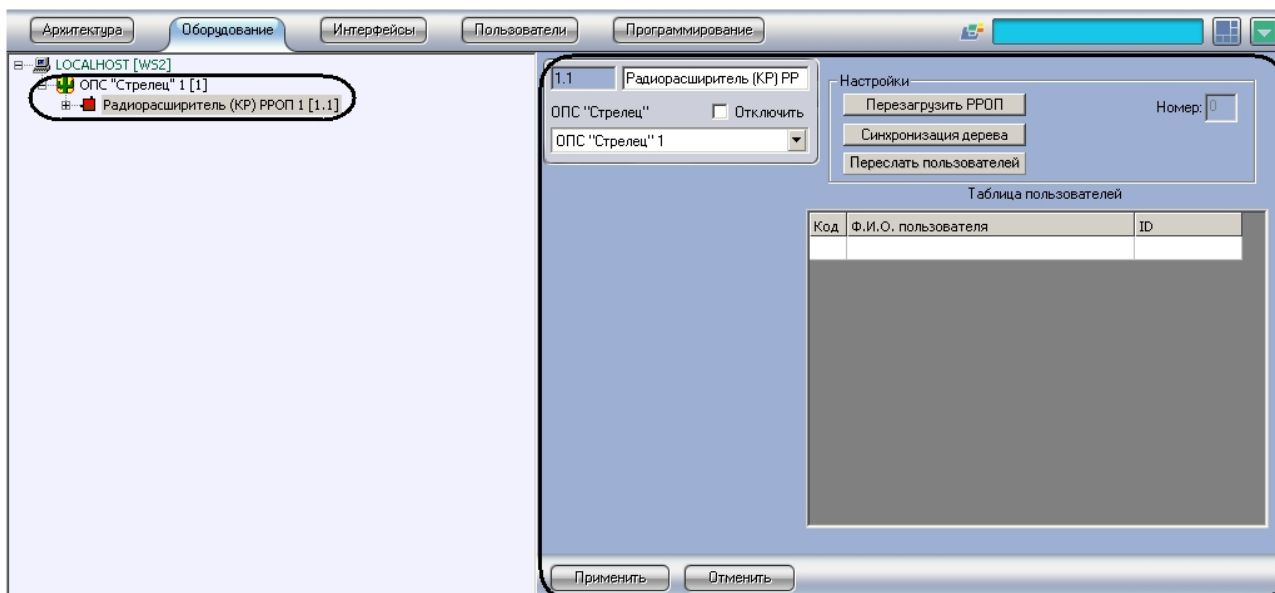 Архитектура Оборудование Интерфейсы Пользователи Программирование
LOCALHOST [WS2]
ОПС "Стрелец" 1 [1]
Радиорасширитель (КР) РРОП 1 [1.1]
1.1 Радиорасширитель (КР) РР
ОПС "Стрелец" Отключить
ОПС "Стрелец" 1
Настройки
Перезагрузить РРОП Номер: 0
Синхронизация дерева
Переслать пользователей
Таблица пользователей
Код Ф.И.О. пользователя ID
Применить Отменить